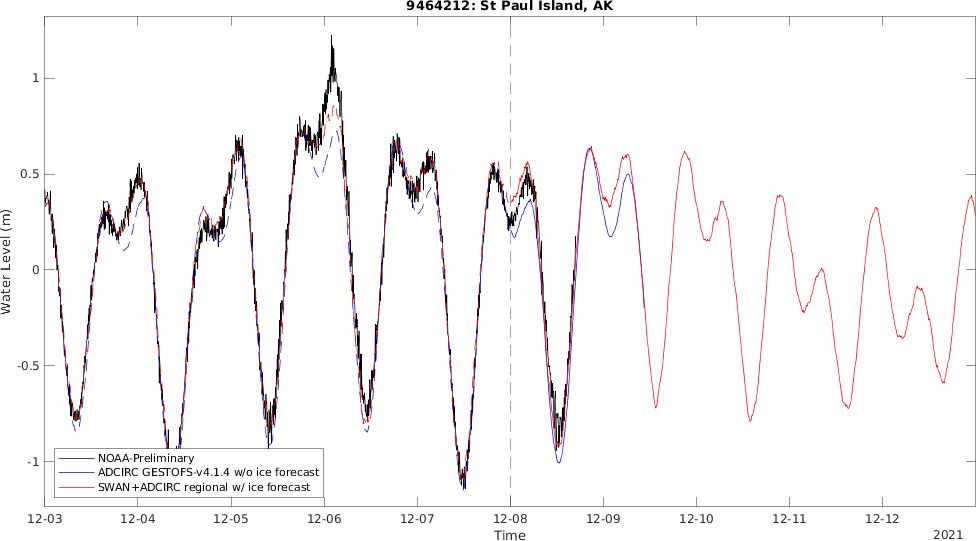 9464212: St Paul Island, AK
1
0.5
0
-0.5
-1
Water Level (m)
NOAA-Preliminary
ADCIRC GESTOFS-v4.1.4 w/o ice forecast
SWAN+ADCIRC regional w/ ice forecast
12-03 12-04 12-05 12-06 12-07 12-08 12-09 12-10 12-11 12-12
Time
2021